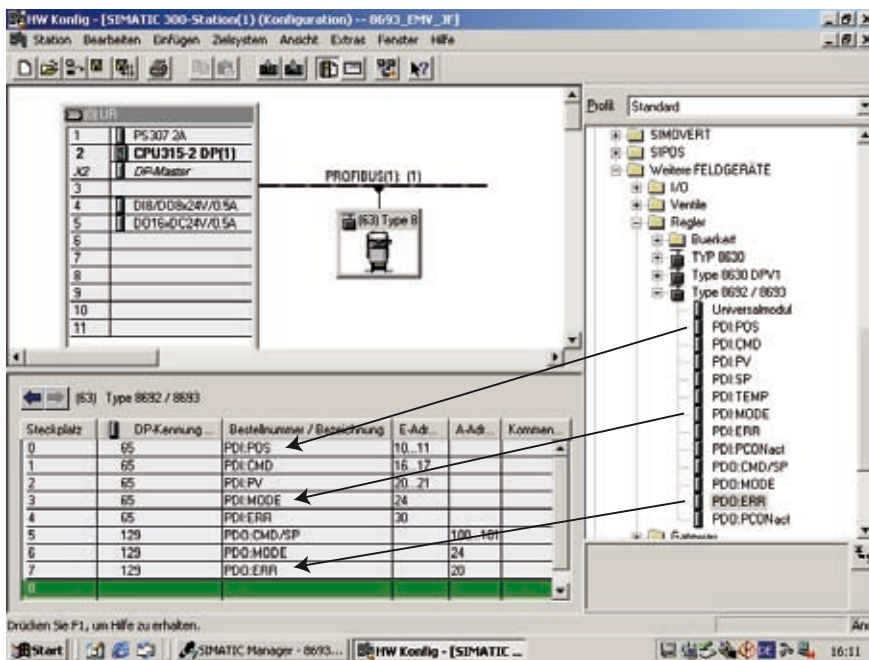 HW Konfig - [SIMATIC 300-Station(1) (Konfiguration) -- 8693_EMV_JF]
Station Bearbeiten Einfügen Zielsystem Ansicht Extras Fenster Hilfe
(0) UR
1 PS307 2A
2 CPU315-2 DP(1)
X2 DP-Master
3
4 DI8/DO8x24V/0.5A
5 DO16xDC24V/0.5A
6
7
8
9
10
11
PROFIBUS(1): (1)
(63) Type 8
Profil Standard
SIMOVERT
SIPOS
Weitere FELDGERÄTE
I/O
Ventile
Regler
Buerkert
TYP 8630
Type 8630 DPV1
Type 8692 / 8693
Universalmodul
PDI:POS
PDI:CMD
PDI:PV
PDI:SP
PDI:TEMP
PDI:MODE
PDI:ERR
PDI:PCONact
PDO:CMD/SP
PDO:MODE
PDO:ERR
PDO:PCONact
Gateway
(63) Type 8692 / 8693
Steckplatz DP-Kennung ... Bestellnummer / Bezeichnung E-Adr... A-Adr... Kommen...
0 65 PDI:POS 10...11
1 65 PDI:CMD 16...17
2 65 PDI:PV 20...21
3 65 PDI:MODE 24
4 65 PDI:ERR 30
5 129 PDO:CMD/SP 100...101
6 129 PDO:MODE 24
7 129 PDO:ERR 20
8
Drücken Sie F1, um Hilfe zu erhalten.
Änd
Start
SIMATIC Manager - 8693...
HW Konfig - [SIMATIC ...
DE
16:11